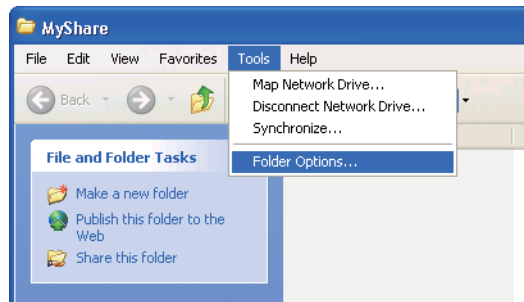 MyShare
File Edit View Favorites Tools Help
Map Network Drive...
Disconnect Network Drive...
Synchronize...
Folder Options...
Back
File and Folder Tasks
Make a new folder
Publish this folder to the
Web
Share this folder